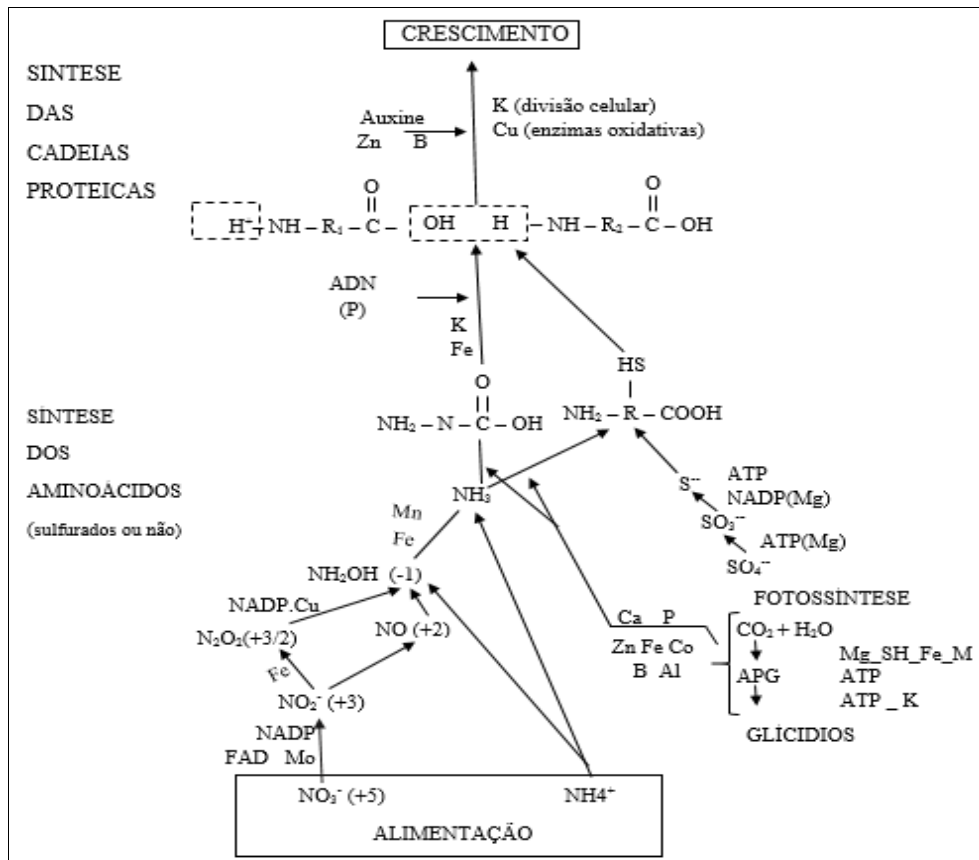 CRESCIMENTO
SINTESE
DAS
CADEIAS
PROTEICAS
Auxine
Zn B
K (divisão celular)
Cu (enzimas oxidativas)
O
O
H⁺ – NH – R₁ – C – OH H – NH – R₂ – C – OH
ADN
(P)
K
Fe
O
NH₂ – N – C – OH
HS
NH₂ – R – COOH
SÍNTESE
DOS
AMINOÁCIDOS
(sulfurados ou não)
NH₃
Mn
Fe
S⁻⁻
ATP
NADP(Mg)
SO₃⁻⁻
ATP(Mg)
SO₄⁻⁻
NH₂OH (-1)
NADP.Cu
N₂O₂(+3/2)
NO (+2)
Fe
NO₂⁻ (+3)
NADP
FAD Mo
Ca P
Zn Fe Co
B Al
FOTOSSÍNTESE
CO₂ + H₂O
APG
Mg_SH_Fe_M
ATP
ATP _ K
GLÍCIDIOS
NO₃⁻ (+5)
NH4⁺
ALIMENTAÇÃO